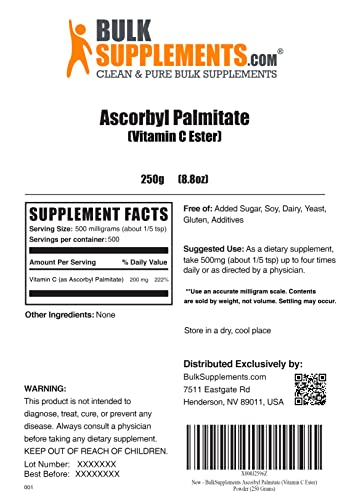 BULK
SUPPLEMENTS.COM®
CLEAN & PURE BULK SUPPLEMENTS
Ascorbyl Palmitate
(Vitamin C Ester)
250g (8.8oz)
SUPPLEMENT FACTS
Serving Size: 500 milligrams (about 1/5 tsp)
Servings per container: 500
Amount Per Serving % Daily Value
Vitamin C (as Ascorbyl Palmitate) 200 mg 222%
Other Ingredients: None
Free of: Added Sugar, Soy, Dairy, Yeast,
Gluten, Additives
Suggested Use: As a dietary supplement,
take 500mg (about 1/5 tsp) up to four times
daily or as directed by a physician.
**Use an accurate milligram scale. Contents
are sold by weight, not volume. Settling may occur.
Store in a dry, cool place
Distributed Exclusively by:
BulkSupplements.com
7511 Eastgate Rd
Henderson, NV 89011, USA
WARNING:
This product is not intended to
diagnose, treat, cure, or prevent any
disease. Always consult a physician
before taking any dietary supplement.
KEEP OUT OF REACH OF CHILDREN.
Lot Number: XXXXXXX
Best Before: XXXXXXX
001
X0002596Z
New - BulkSupplements Ascorbyl Palmitate (Vitamin C Ester)
Powder (250 Grams)